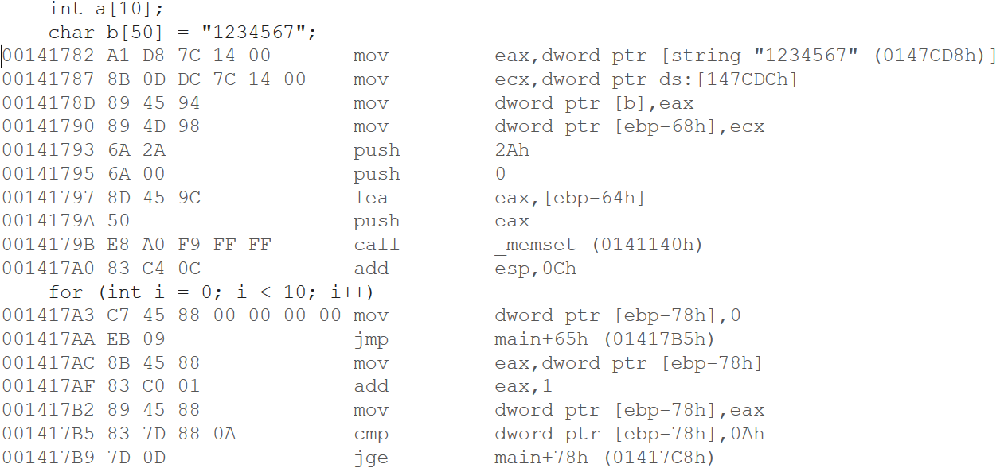 int a[10];
char b[50] = "1234567";
00141782 A1 D8 7C 14 00 mov eax,dword ptr [string "1234567" (0147CD8h)]
00141787 8B 0D DC 7C 14 00 mov ecx,dword ptr ds:[147CDCh]
0014178D 89 45 94 mov dword ptr [b],eax
00141790 89 4D 98 mov dword ptr [ebp-68h],ecx
00141793 6A 2A push 2Ah
00141795 6A 00 push 0
00141797 8D 45 9C lea eax,[ebp-64h]
0014179A 50 push eax
0014179B E8 A0 F9 FF FF call _memset (0141140h)
001417A0 83 C4 0C add esp,0Ch
for (int i = 0; i < 10; i++)
001417A3 C7 45 88 00 00 00 00 mov dword ptr [ebp-78h],0
001417AA EB 09 jmp main+65h (01417B5h)
001417AC 8B 45 88 mov eax,dword ptr [ebp-78h]
001417AF 83 C0 01 add eax,1
001417B2 89 45 88 mov dword ptr [ebp-78h],eax
001417B5 83 7D 88 0A cmp dword ptr [ebp-78h],0Ah
001417B9 7D 0D jge main+78h (01417C8h)